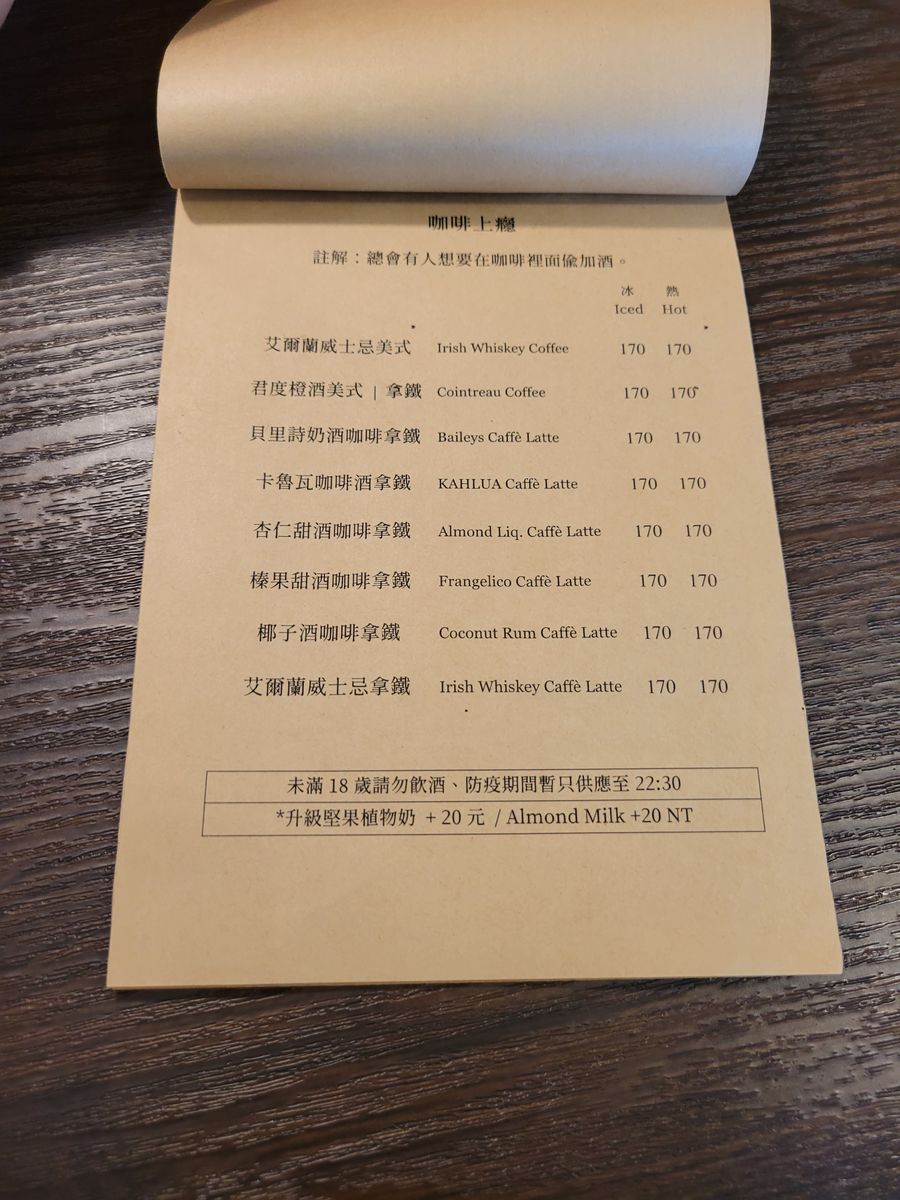 咖啡上癮
註解：總會有人想要在咖啡裡面偷加酒。
冰 熱
Iced Hot
艾爾蘭威士忌美式 Irish Whiskey Coffee 170 170
君度橙酒美式 | 拿鐵 Cointreau Coffee 170 170
貝里詩奶酒咖啡拿鐵 Baileys Caffè Latte 170 170
卡魯瓦咖啡酒拿鐵 KAHLUA Caffè Latte 170 170
杏仁甜酒咖啡拿鐵 Almond Liq. Caffè Latte 170 170
榛果甜酒咖啡拿鐵 Frangelico Caffè Latte 170 170
椰子酒咖啡拿鐵 Coconut Rum Caffè Latte 170 170
艾爾蘭威士忌拿鐵 Irish Whiskey Caffè Latte 170 170
未滿 18 歲請勿飲酒、防疫期間暫只供應至 22:30
*升級堅果植物奶 + 20 元 / Almond Milk +20 NT